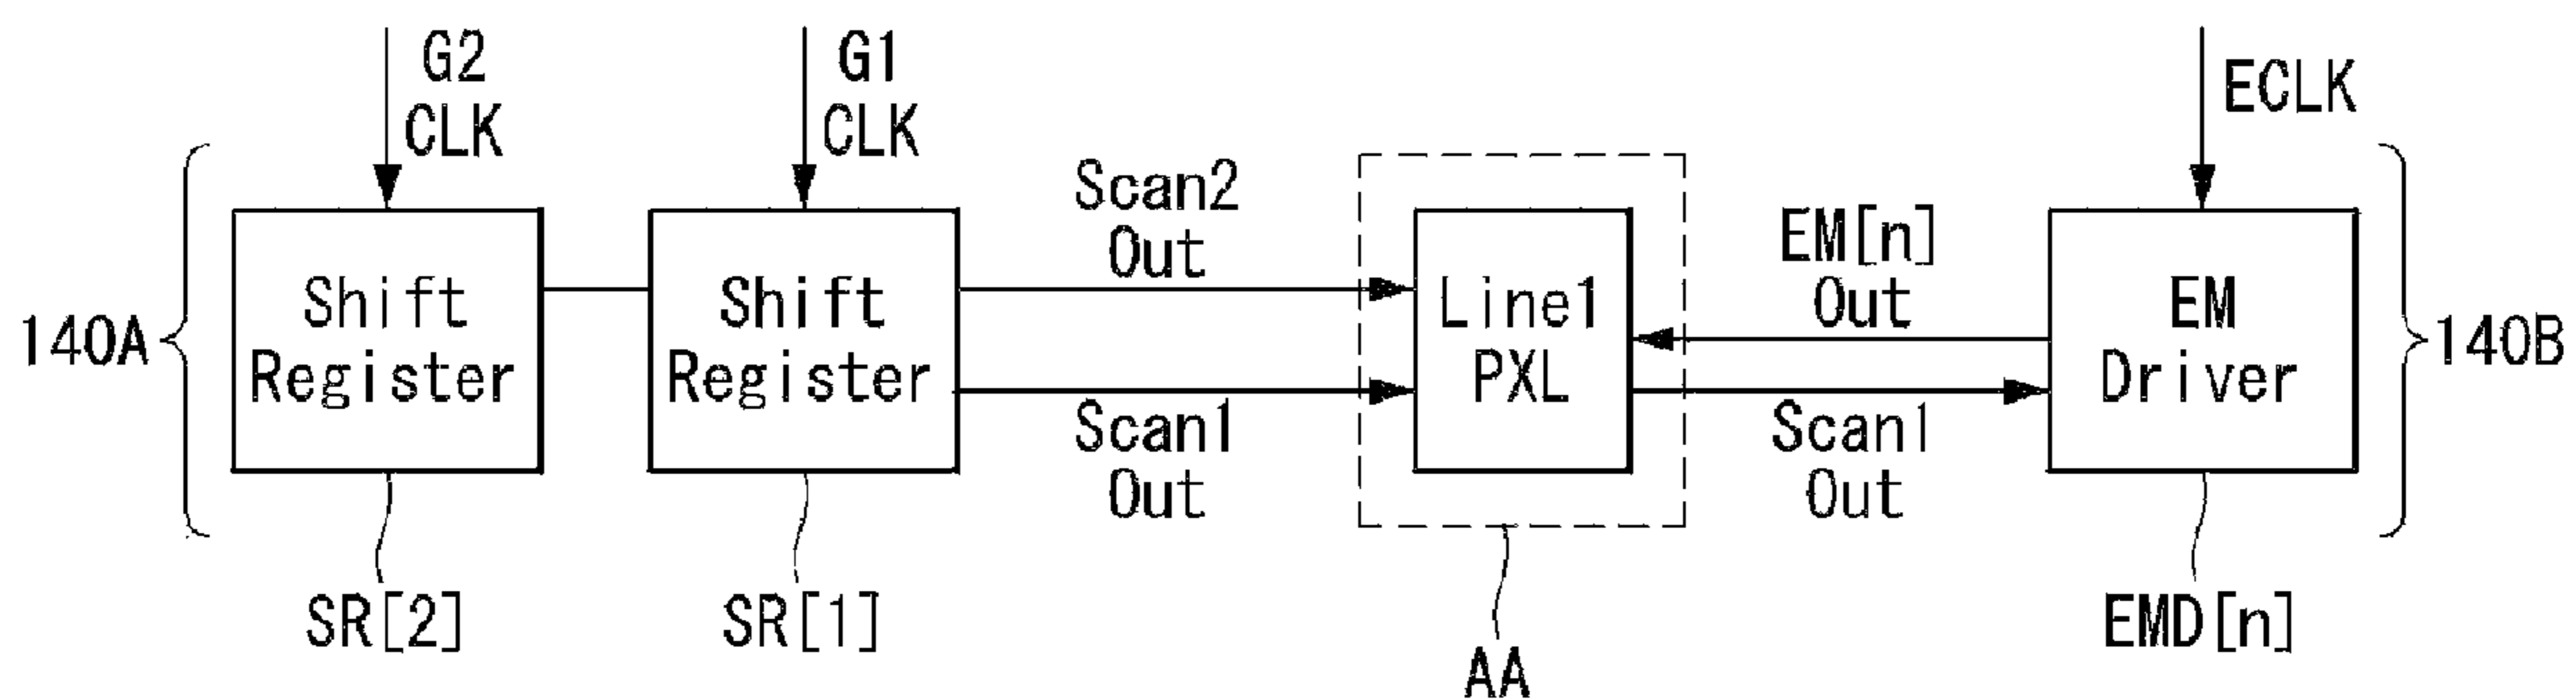 G2
CLK
G1
CLK
ECLK
Scan2
Out
EM[n]
Out
140A
Shift
Register
Shift
Register
Line1
PXL
EM
Driver
140B
Scan1
Out
Scan1
Out
SR[2]
SR[1]
AA
EMD[n]